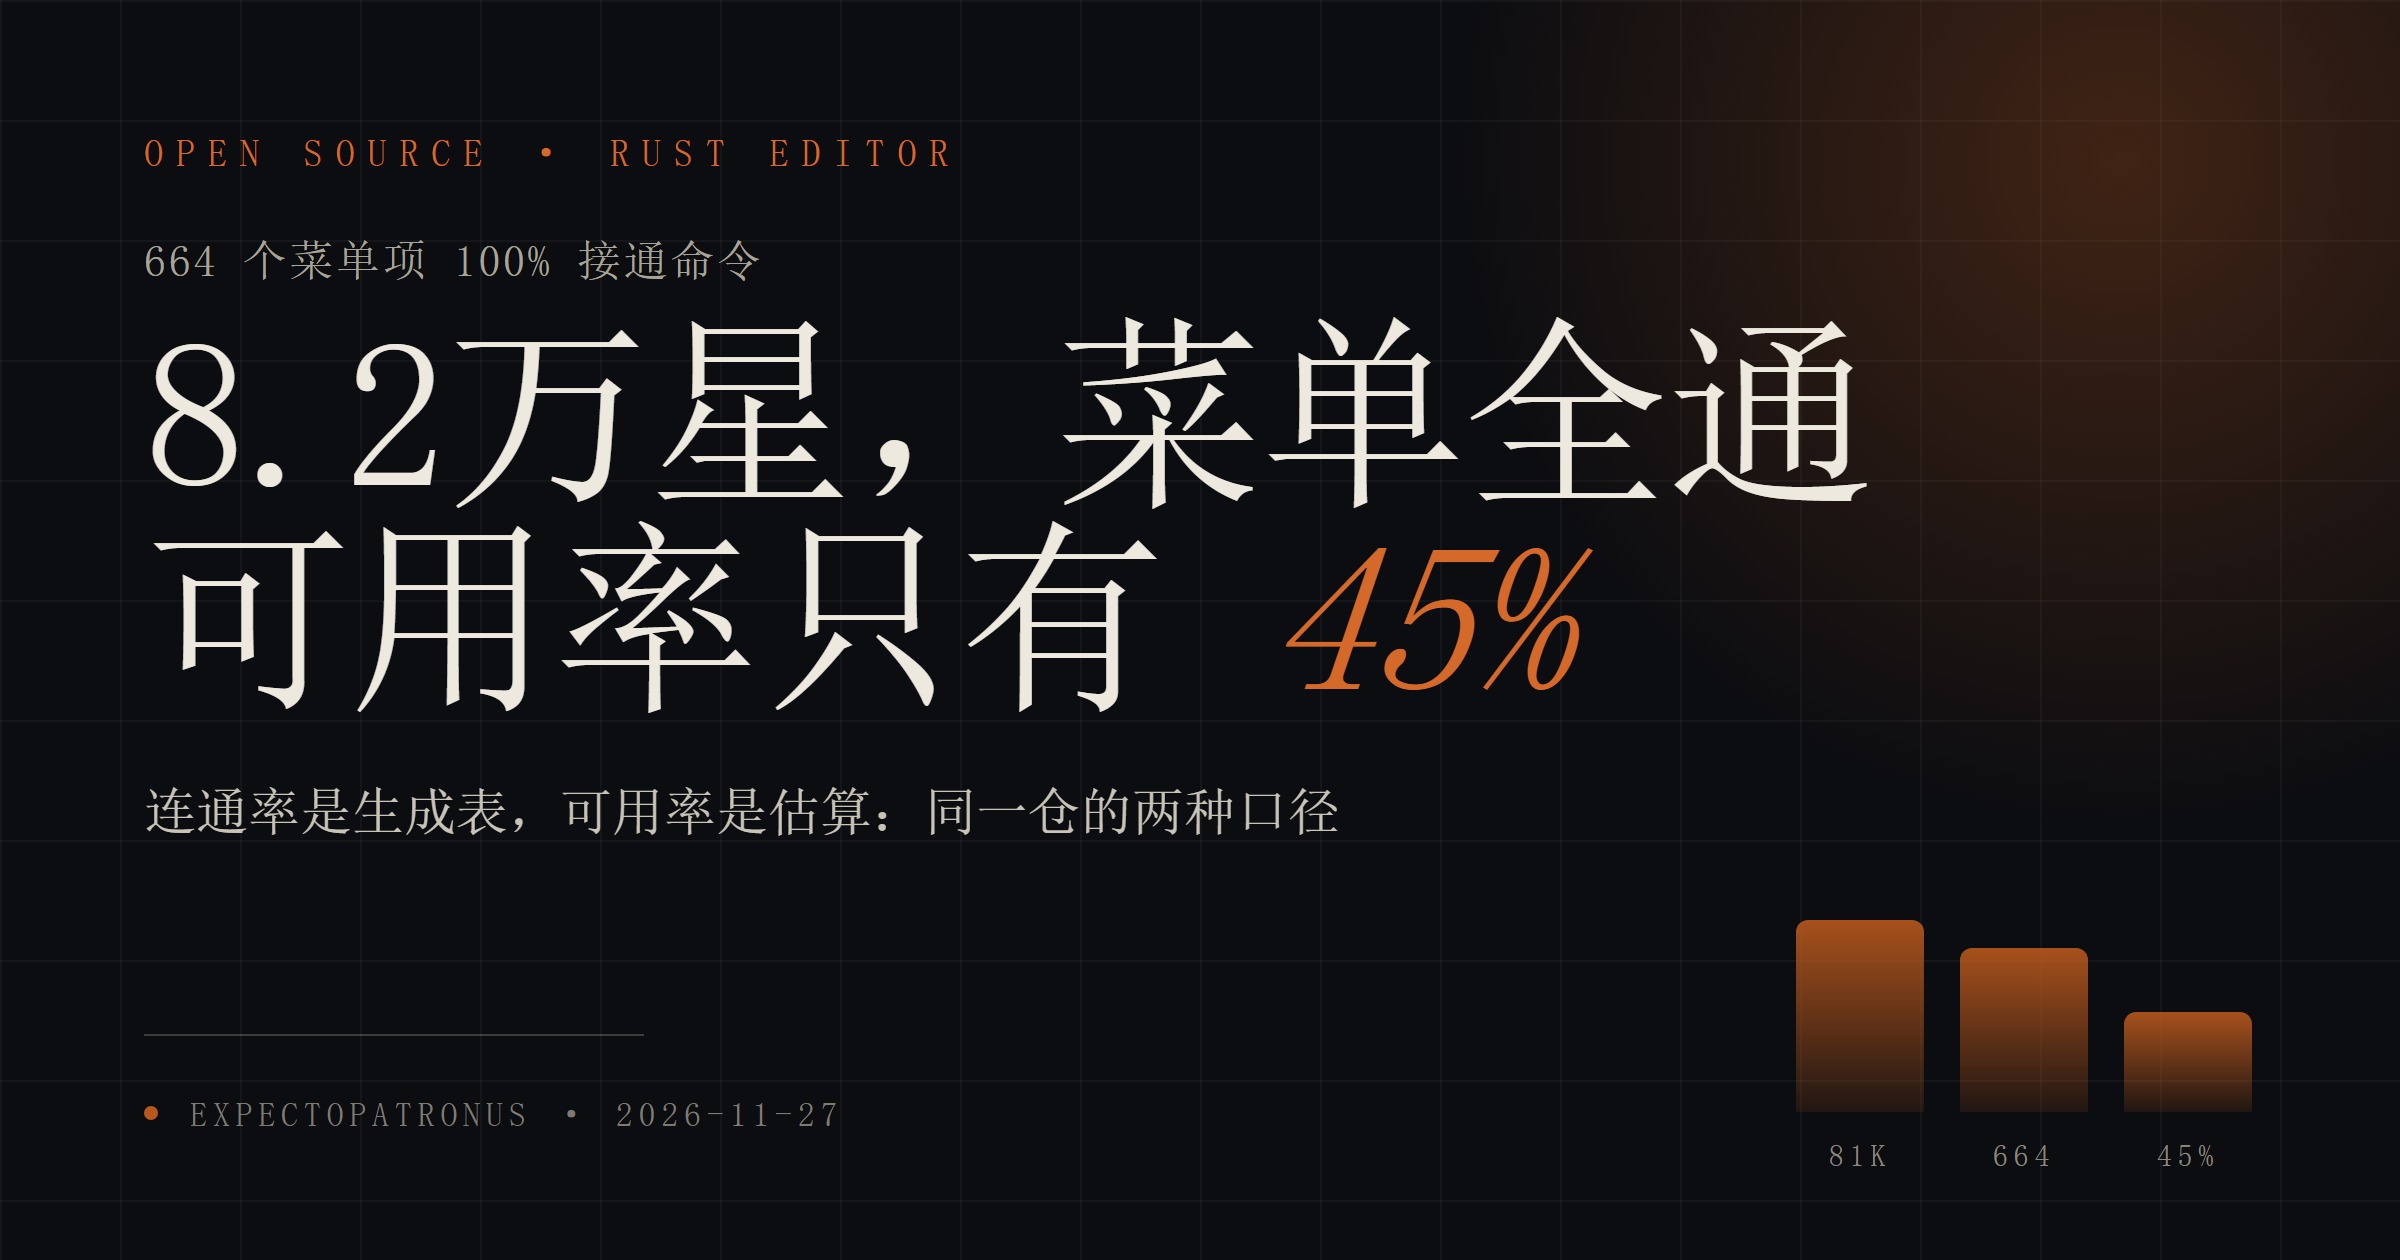 OPEN SOURCE • RUST EDITOR
664 个菜单项 100% 接通命令
8.2万星，菜单全通
可用率只有 45%
连通率是生成表，可用率是估算：同一仓的两种口径
EXPECTOPATRONUS • 2026-11-27
81K 664 45%